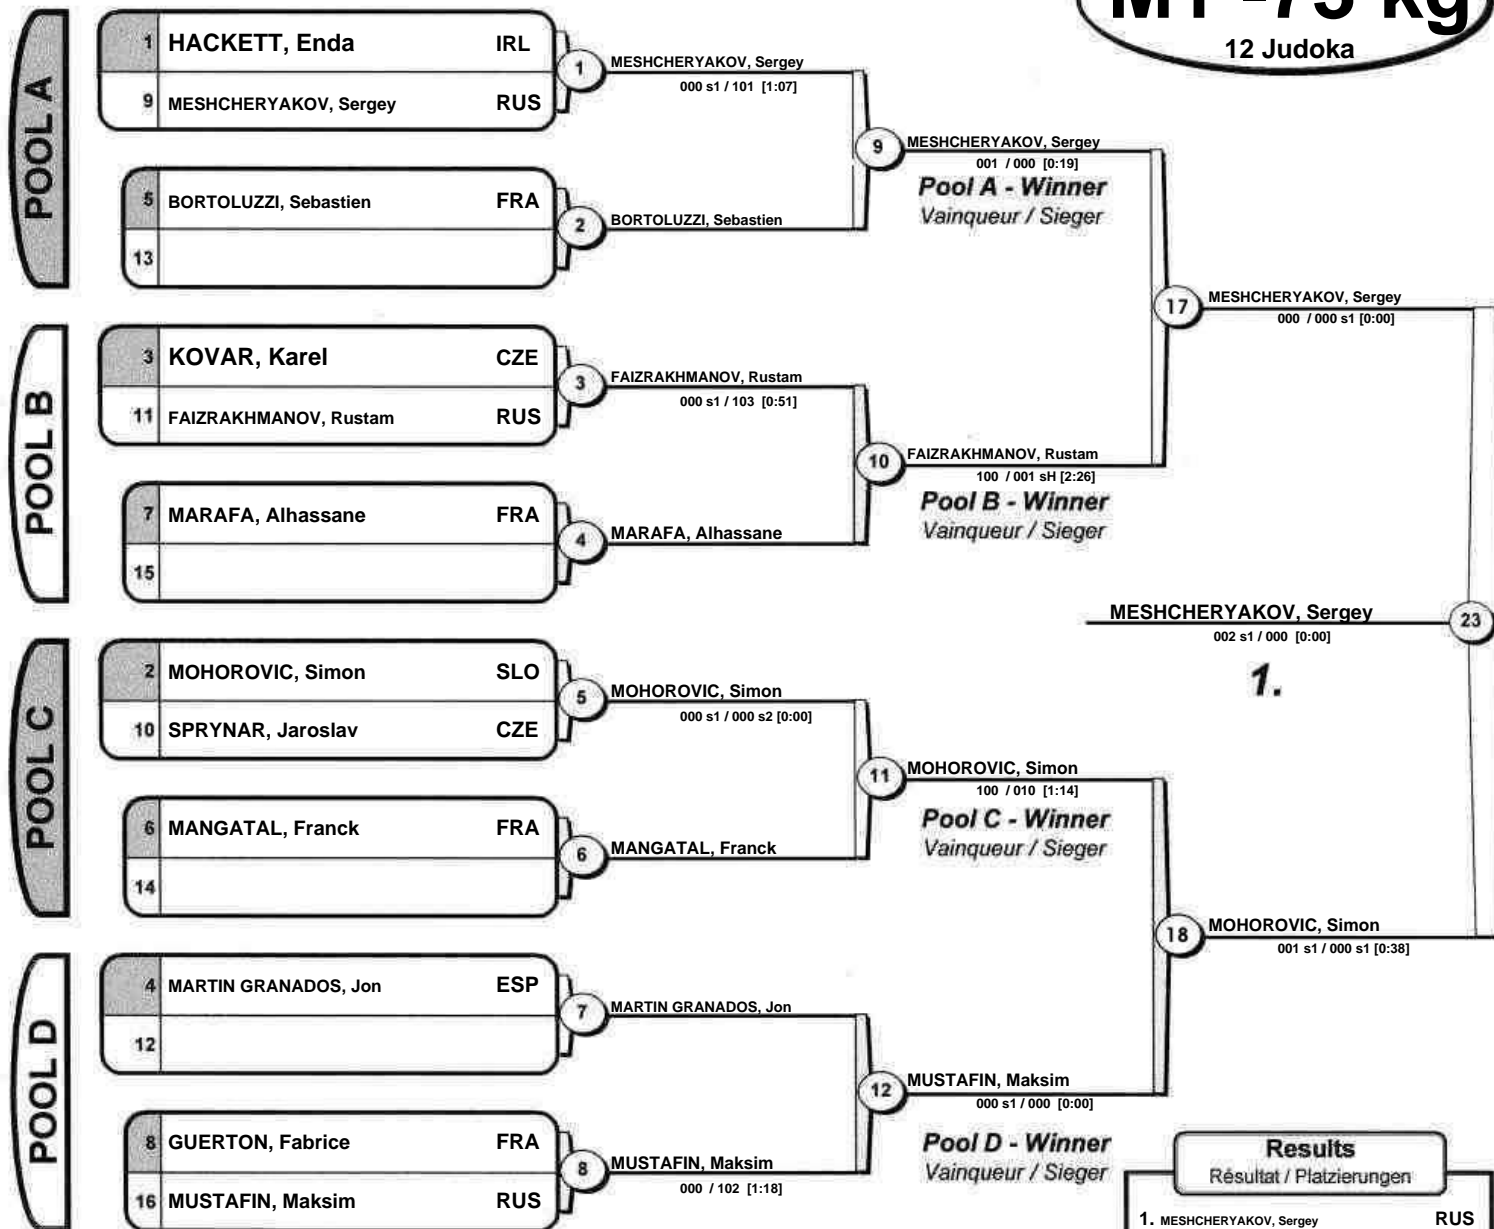 M1 -73 kg
12 Judoka
POOL A
1 HACKETT, Enda IRL
9 MESHCHERYAKOV, Sergey RUS
5 BORTOLUZZI, Sebastien FRA
13
1 MESHCHERYAKOV, Sergey
000 s1 / 101 [1:07]
2 BORTOLUZZI, Sebastien
9 MESHCHERYAKOV, Sergey
001 / 000 [0:19]
Pool A - Winner
Vainqueur / Sieger
POOL B
3 KOVAR, Karel CZE
11 FAIZRAKHMANOV, Rustam RUS
7 MARAFA, Alhassane FRA
15
3 FAIZRAKHMANOV, Rustam
000 s1 / 103 [0:51]
4 MARAFA, Alhassane
10 FAIZRAKHMANOV, Rustam
100 / 001 sH [2:26]
Pool B - Winner
Vainqueur / Sieger
17 MESHCHERYAKOV, Sergey
000 / 000 s1 [0:00]
MESHCHERYAKOV, Sergey 23
002 s1 / 000 [0:00]
1.
POOL C
2 MOHOROVIC, Simon SLO
10 SPRYNAR, Jaroslav CZE
6 MANGATAL, Franck FRA
14
5 MOHOROVIC, Simon
000 s1 / 000 s2 [0:00]
6 MANGATAL, Franck
11 MOHOROVIC, Simon
100 / 010 [1:14]
Pool C - Winner
Vainqueur / Sieger
18 MOHOROVIC, Simon
001 s1 / 000 s1 [0:38]
POOL D
4 MARTIN GRANADOS, Jon ESP
12
8 GUERTON, Fabrice FRA
16 MUSTAFIN, Maksim RUS
7 MARTIN GRANADOS, Jon
8 MUSTAFIN, Maksim
000 / 102 [1:18]
12 MUSTAFIN, Maksim
000 s1 / 000 [0:00]
Pool D - Winner
Vainqueur / Sieger
Results
Résultat / Platzierungen
1. MESHCHERYAKOV, Sergey RUS